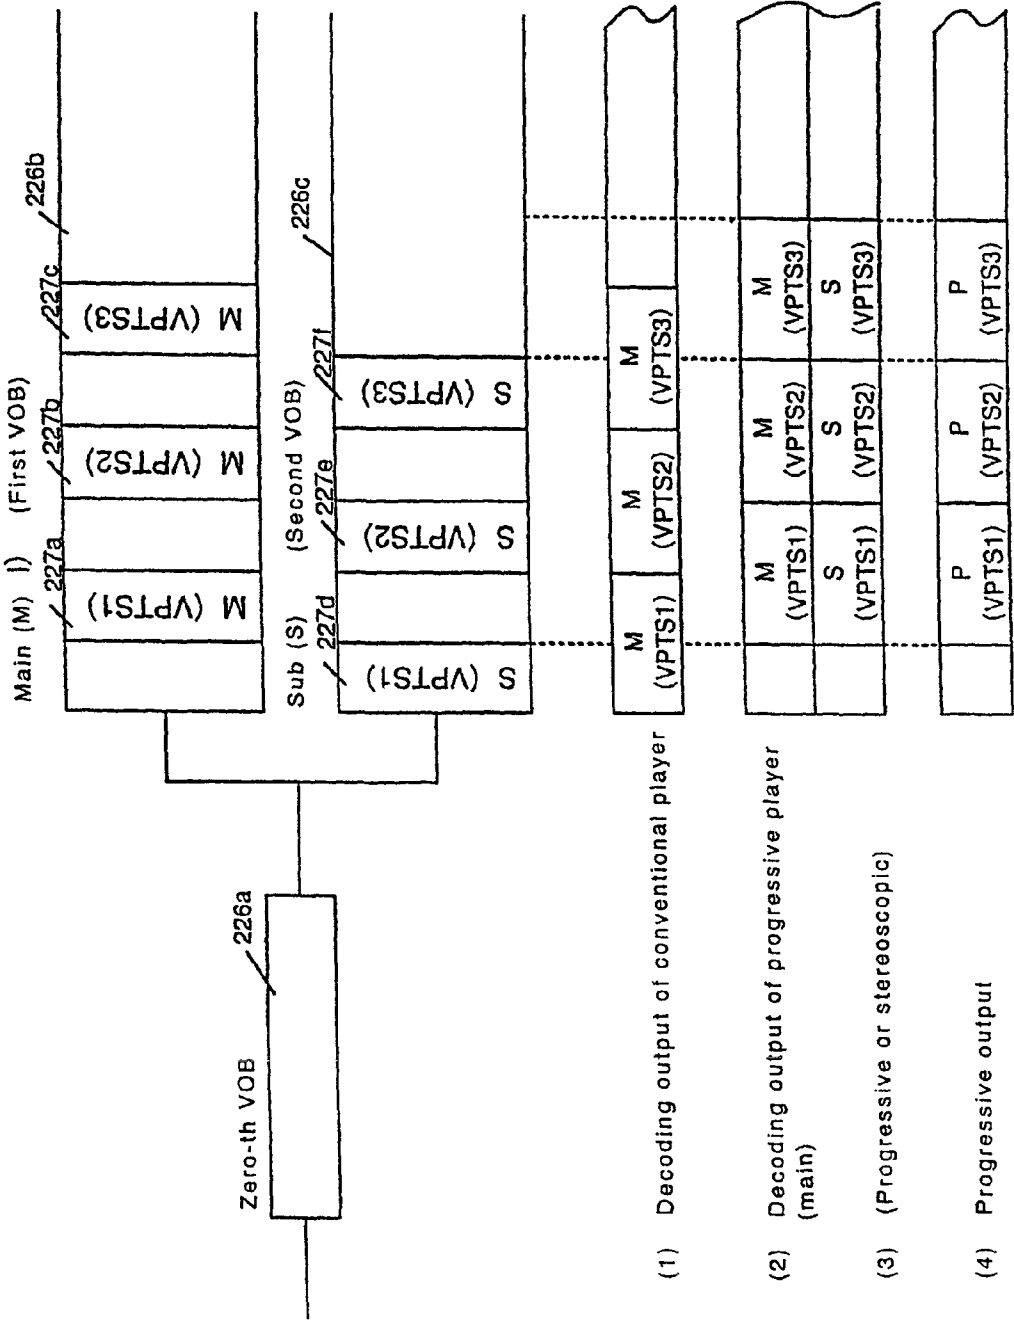 Main (M) I) (First VOB)
227a
227b
227c
226b
M (VPTS1)
M (VPTS2)
M (VPTS3)
Zero-th VOB
226a
Sub (S) (Second VOB)
227d
227e
227f
226c
S (VPTS1)
S (VPTS2)
S (VPTS3)
(1) Decoding output of conventional player
M
(VPTS1)
M
(VPTS2)
M
(VPTS3)
(2) Decoding output of progressive player
(main)
M
(VPTS1)
M
(VPTS2)
M
(VPTS3)
(3) (Progressive or stereoscopic)
S
(VPTS1)
S
(VPTS2)
S
(VPTS3)
(4) Progressive output
P
(VPTS1)
P
(VPTS2)
P
(VPTS3)